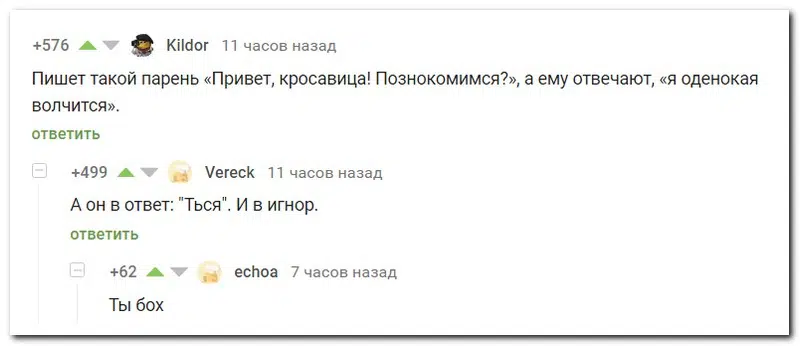 +576 Kildor 11 часов назад
Пишет такой парень «Привет, кросавица! Познокомимся?», а ему отвечают, «я оденокая
волчится».
ответить
+499 Vereck 11 часов назад
А он в ответ: "Ться". И в игнор.
ответить
+62 echoa 7 часов назад
Ты бох